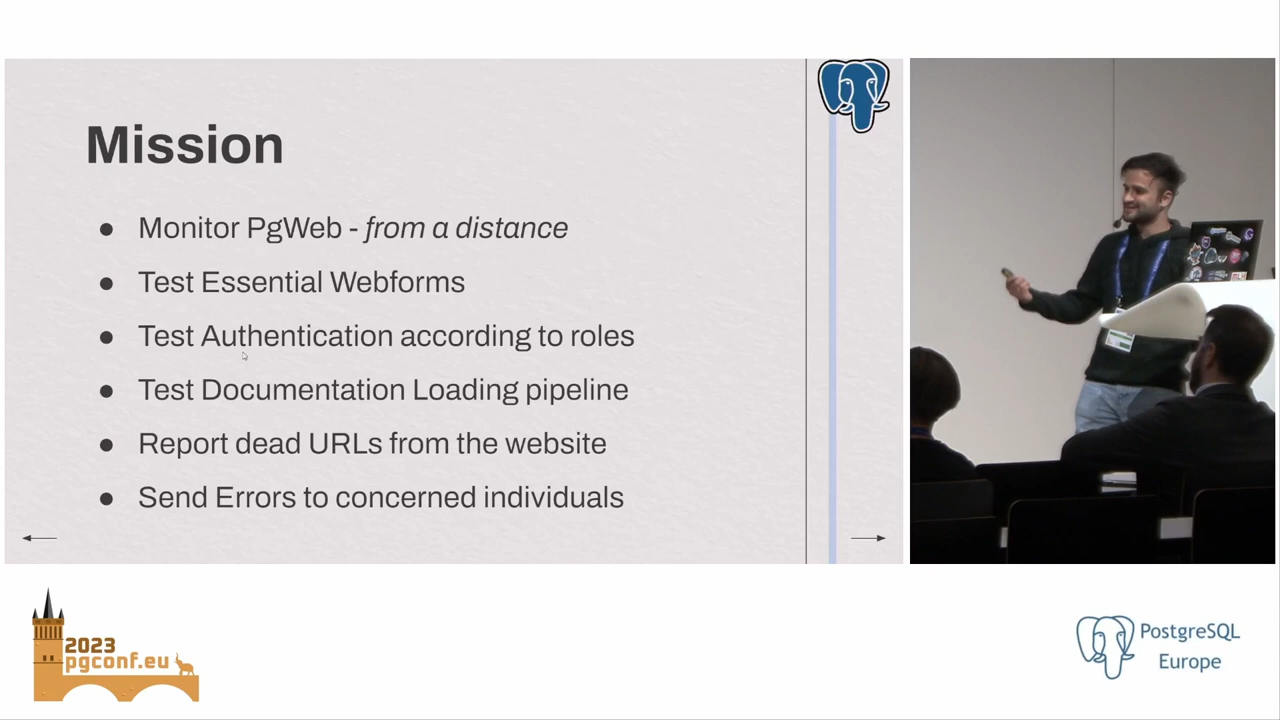 Mission
● Monitor PgWeb - from a distance
● Test Essential Webforms
● Test Authentication according to roles
● Test Documentation Loading pipeline
● Report dead URLs from the website
● Send Errors to concerned individuals
2023
pgconf.eu
PostgreSQL
Europe